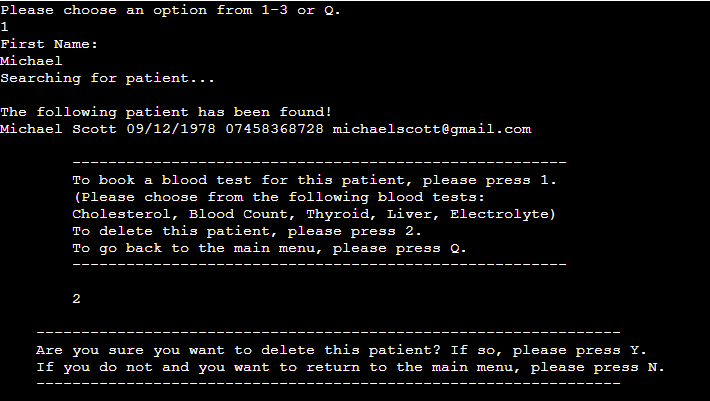 Please choose an option from 1-3 or Q.
1
First Name:
Michael
Searching for patient...
The following patient has been found!
Michael Scott 09/12/1978 07458368728 michaelscott@gmail.com
-------------------------------------------------------
To book a blood test for this patient, please press 1.
(Please choose from the following blood tests:
Cholesterol, Blood Count, Thyroid, Liver, Electrolyte)
To delete this patient, please press 2.
To go back to the main menu, please press Q.
-------------------------------------------------------
2
-----------------------------------------------------------------
Are you sure you want to delete this patient? If so, please press Y.
If you do not and you want to return to the main menu, please press N.
-----------------------------------------------------------------